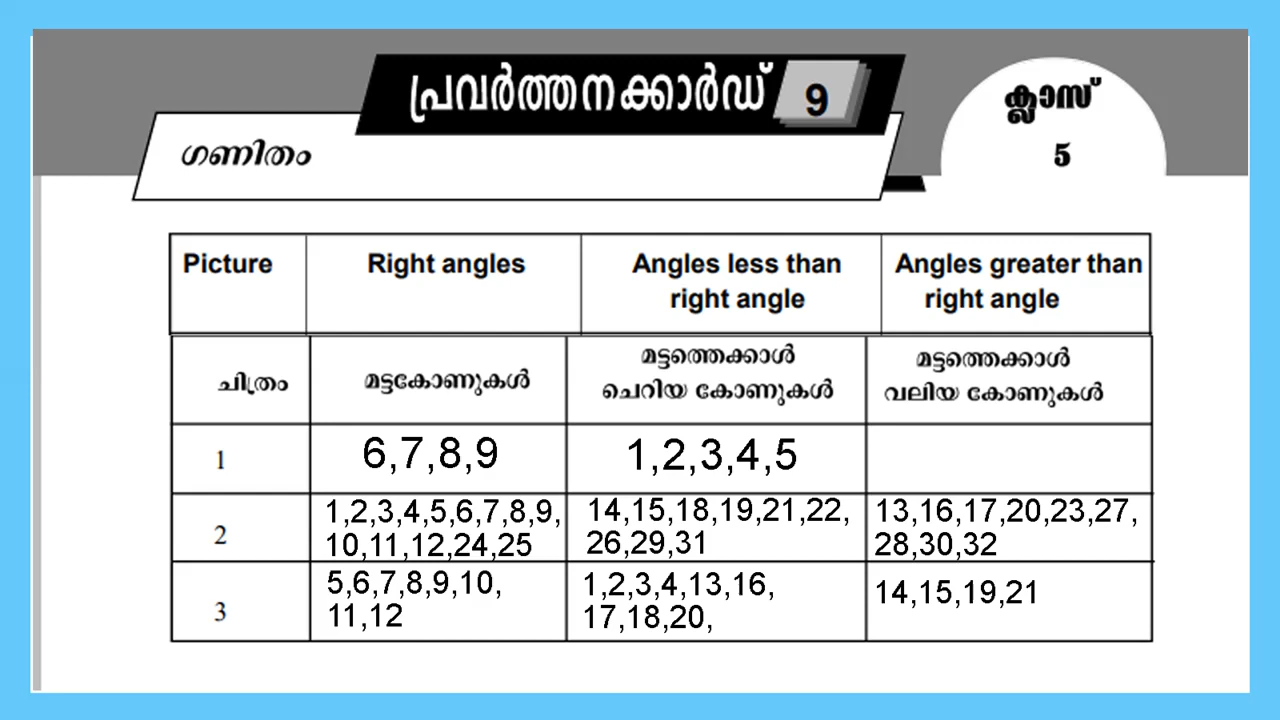 പ്രവർത്തനക്കാർഡ് 9
ക്ലാസ്
5
ഗണിതം
Picture
Right angles
Angles less than
right angle
Angles greater than
right angle
ചിത്രം
മട്ടകോണുകൾ
മട്ടത്തെക്കാൾ
ചെറിയ കോണുകൾ
മട്ടത്തെക്കാൾ
വലിയ കോണുകൾ
1
6,7,8,9
1,2,3,4,5
2
1,2,3,4,5,6,7,8,9,
10,11,12,24,25
14,15,18,19,21,22,
26,29,31
13,16,17,20,23,27,
28,30,32
3
5,6,7,8,9,10,
11,12
1,2,3,4,13,16,
17,18,20,
14,15,19,21